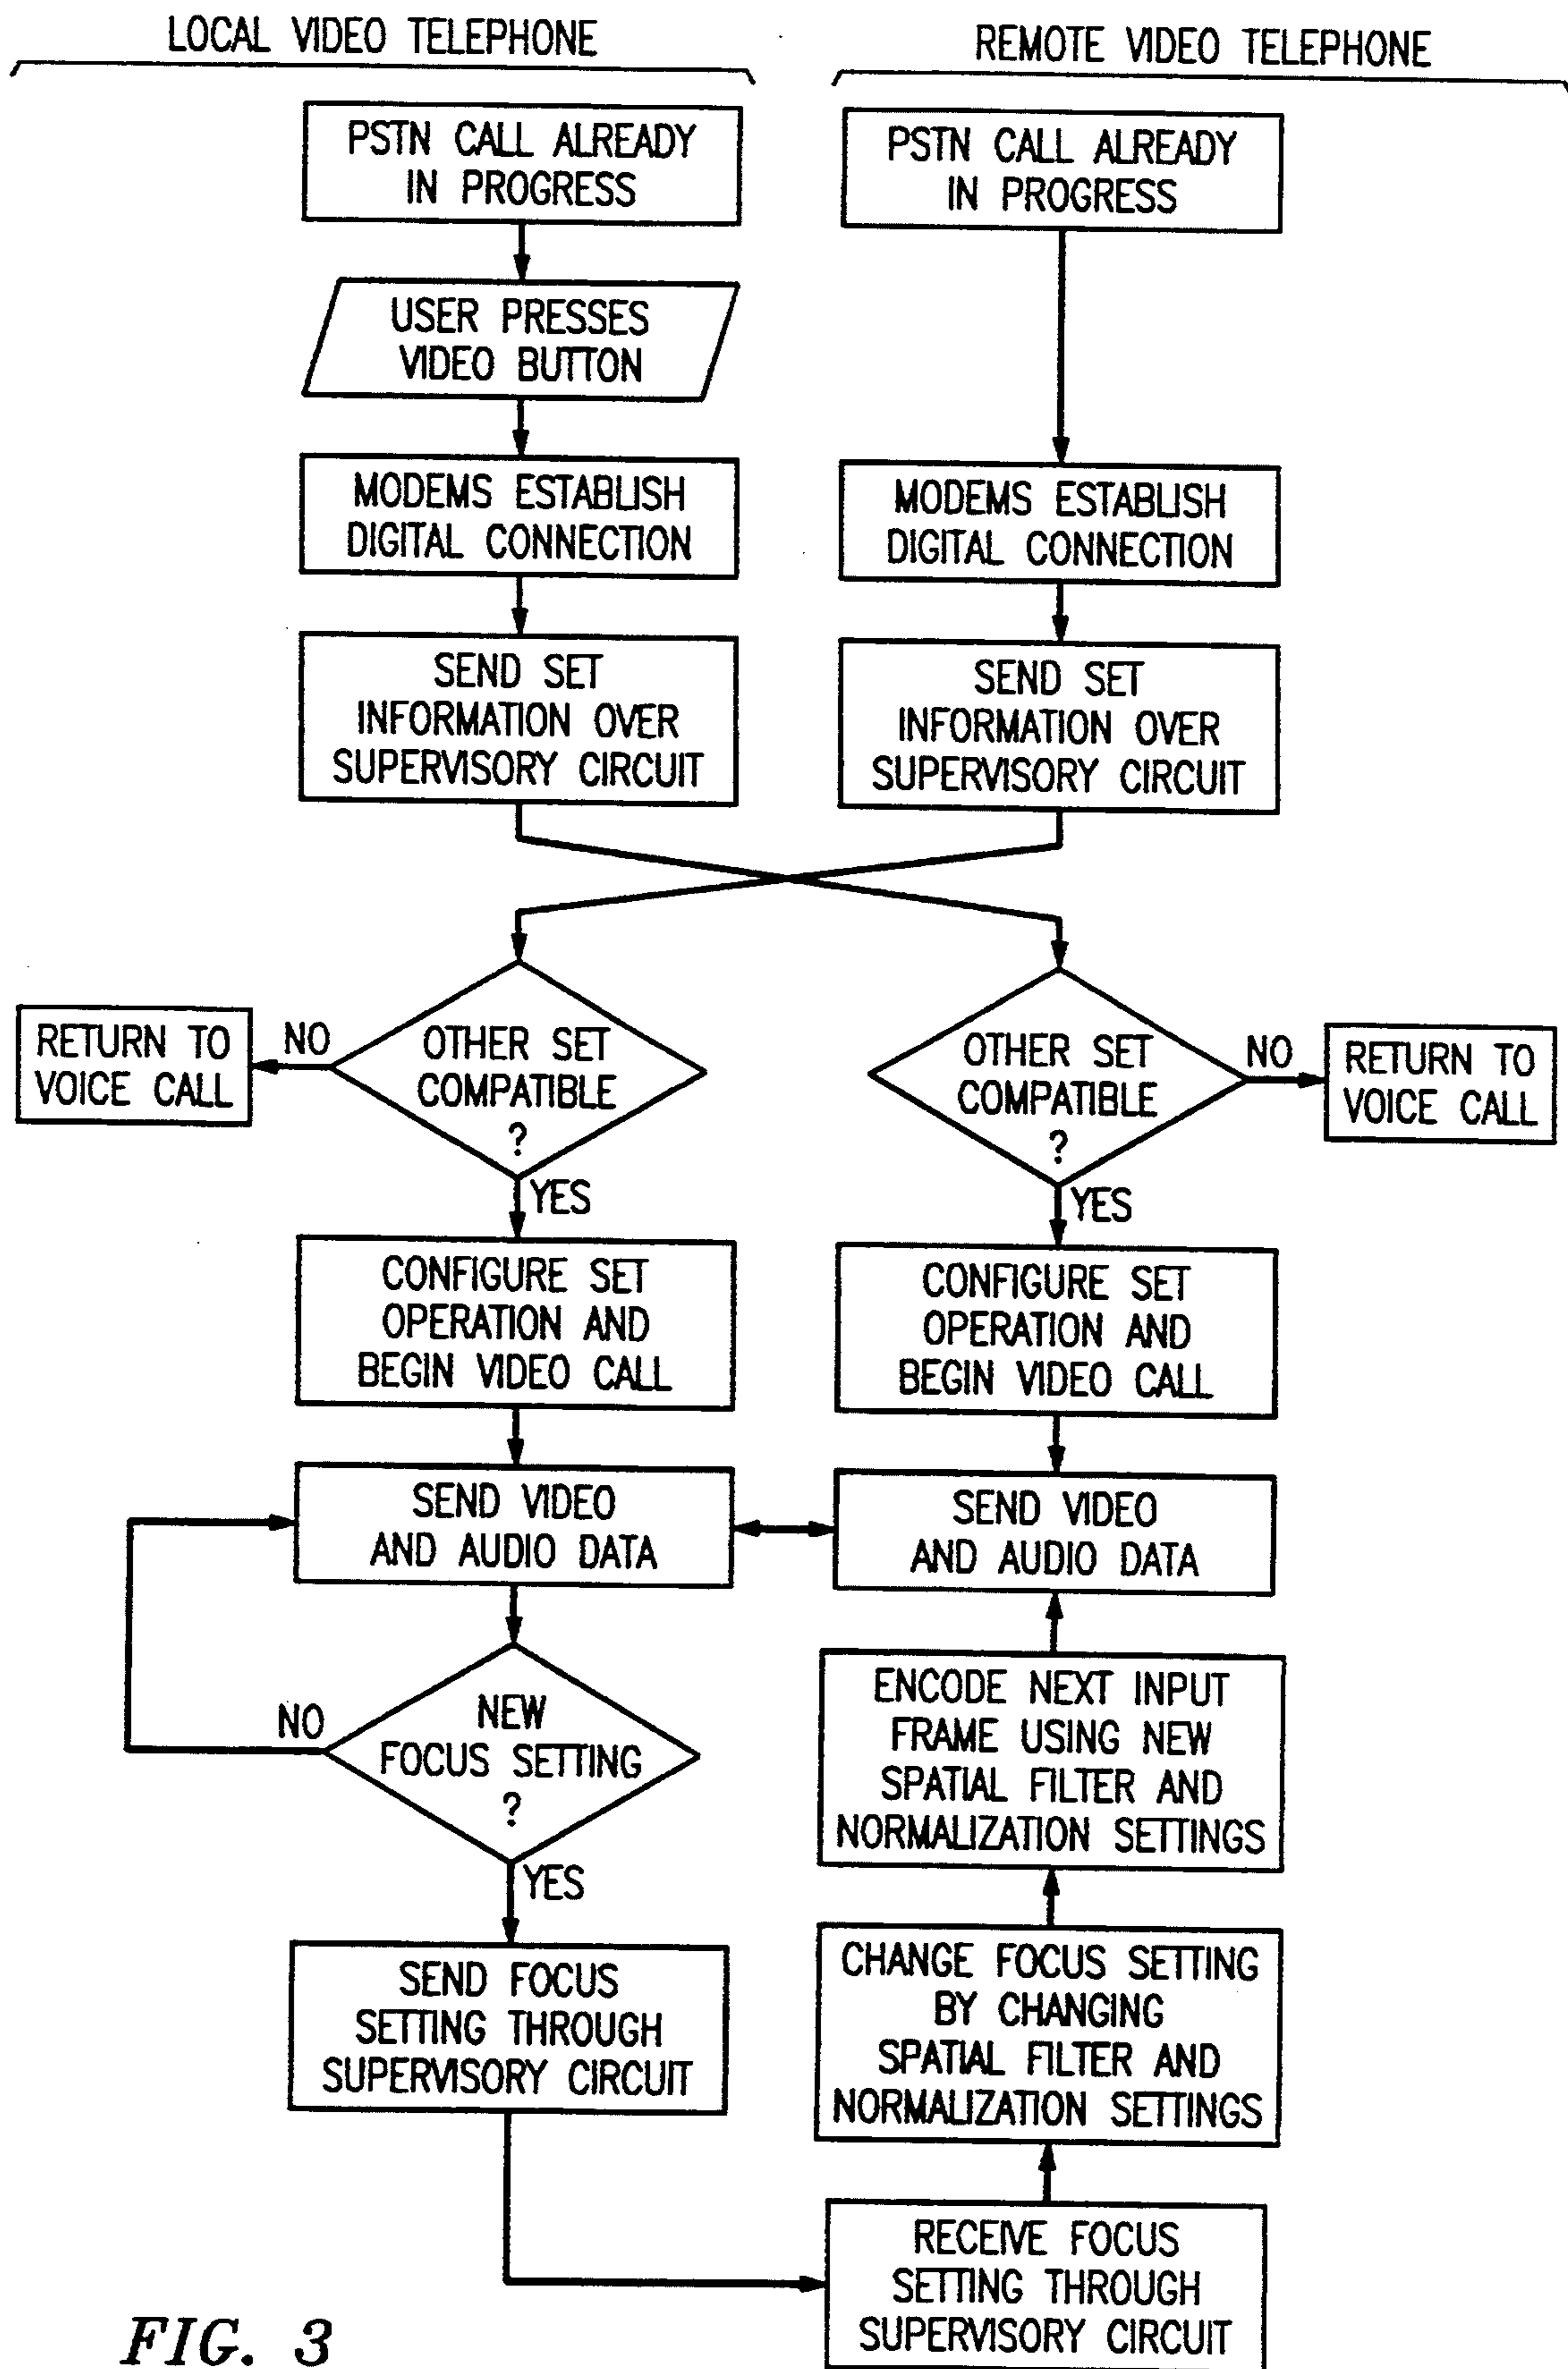 LOCAL VIDEO TELEPHONE
REMOTE VIDEO TELEPHONE
PSTN CALL ALREADY
IN PROGRESS
PSTN CALL ALREADY
IN PROGRESS
USER PRESSES
VIDEO BUTTON
MODEMS ESTABLISH
DIGITAL CONNECTION
MODEMS ESTABLISH
DIGITAL CONNECTION
SEND SET
INFORMATION OVER
SUPERVISORY CIRCUIT
SEND SET
INFORMATION OVER
SUPERVISORY CIRCUIT
RETURN TO
VOICE CALL
NO
OTHER SET
COMPATIBLE
?
YES
OTHER SET
COMPATIBLE
?
YES
NO
RETURN TO
VOICE CALL
CONFIGURE SET
OPERATION AND
BEGIN VIDEO CALL
CONFIGURE SET
OPERATION AND
BEGIN VIDEO CALL
SEND VIDEO
AND AUDIO DATA
SEND VIDEO
AND AUDIO DATA
NO
NEW
FOCUS SETTING
?
YES
ENCODE NEXT INPUT
FRAME USING NEW
SPATIAL FILTER AND
NORMALIZATION SETTINGS
SEND FOCUS
SETTING THROUGH
SUPERVISORY CIRCUIT
CHANGE FOCUS SETTING
BY CHANGING
SPATIAL FILTER AND
NORMALIZATION SETTINGS
RECEIVE FOCUS
SETTING THROUGH
SUPERVISORY CIRCUIT
FIG. 3